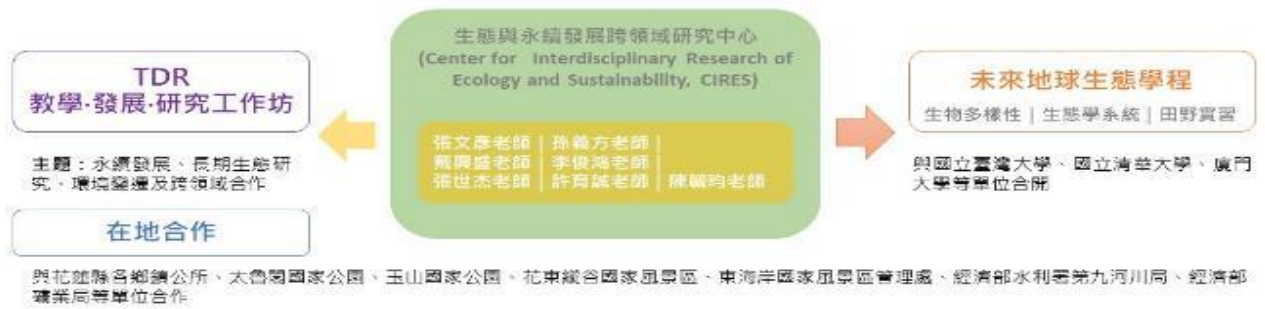 生態與永續發展跨領域研究中心
(Center for Interdisciplinary Research of
Ecology and Sustainability, CIRES)
張文彥老師 | 孫義方老師 |
戴興盛老師 | 李俊鴻老師 |
張世杰老師 | 許育誠老師 | 陳毓昀老師
TDR
教學‧發展‧研究工作坊
主題：永續發展、長期生態研
究、環境變遷及跨領域合作
在地合作
與花蓮縣各鄉鎮公所、太魯閣國家公園、玉山國家公園、花東縱谷國家風景區、東海岸國家風景區管理處、經濟部水利署第九河川局、經濟部
礦業局等單位合作
未來地球生態學程
生物多樣性 | 生態學系統 | 田野實習
與國立臺灣大學、國立清華大學、廈門
大學等單位合開